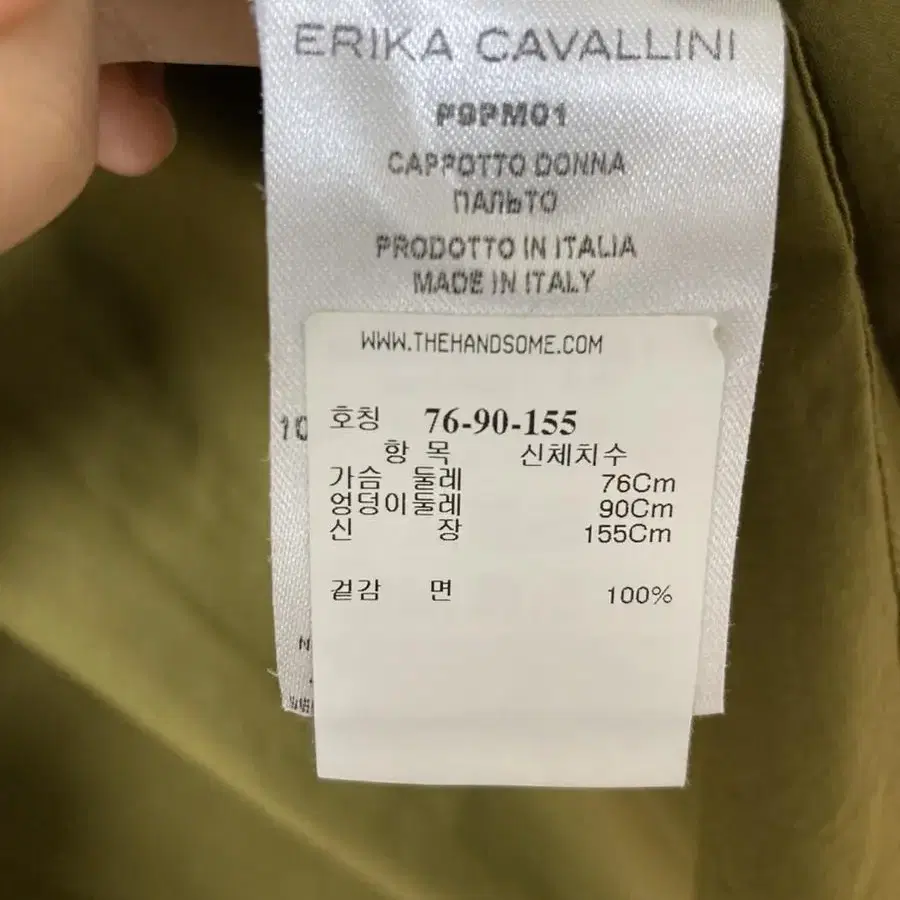 ERIKA CAVALLINI
P9PM01
CAPPOTTO DONNA
ПАЛЬТО
PRODOTTO IN ITALIA
MADE IN ITALY
WWW.THEHANDSOME.COM
10
호칭 76-90-155
항 목 신체치수
가슴 둘레 76Cm
엉덩이둘레 90Cm
신 장 155Cm
겉감 면 100%